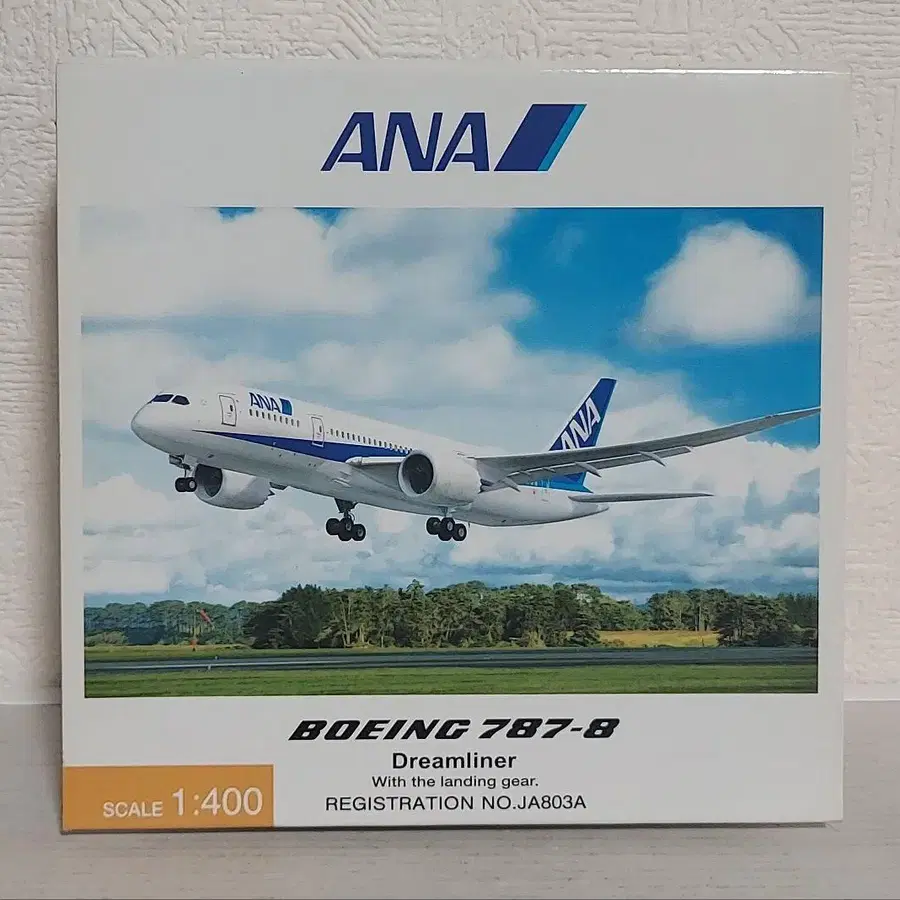 ANA
ANA
ANA
BOEING 787-8
Dreamliner
With the landing gear.
REGISTRATION NO.JA803A
SCALE 1:400